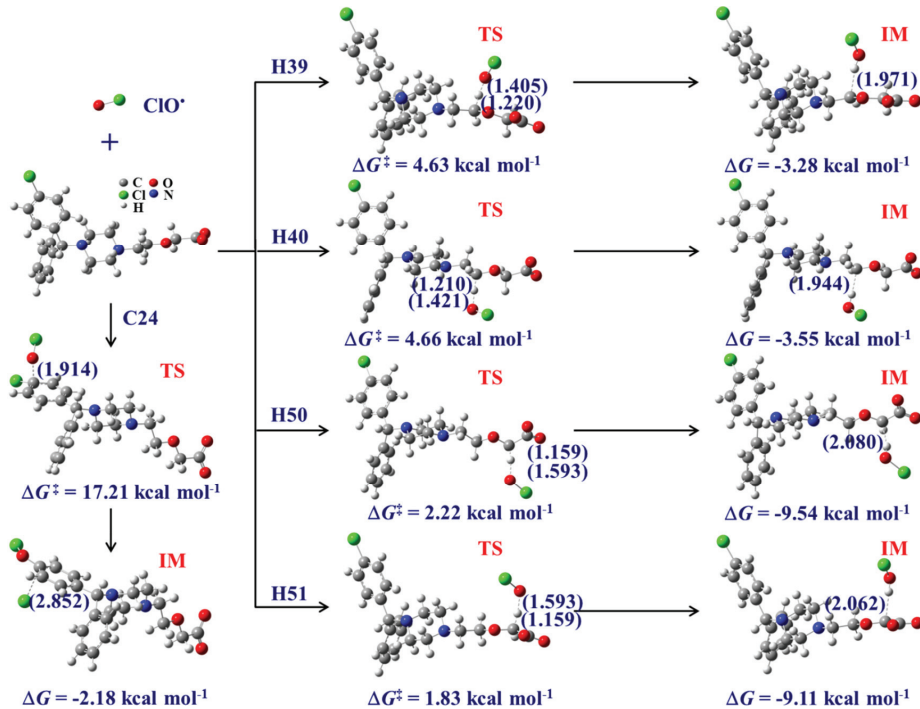 ClO•
+
C O
Cl N
H
C24
TS
(1.914)
ΔG‡ = 17.21 kcal mol-1
IM
(2.852)
ΔG = -2.18 kcal mol-1
H39
TS
(1.405)
(1.220)
ΔG‡ = 4.63 kcal mol-1
IM
(1.971)
ΔG = -3.28 kcal mol-1
H40
TS
(1.210)
(1.421)
ΔG‡ = 4.66 kcal mol-1
IM
(1.944)
ΔG = -3.55 kcal mol-1
H50
TS
(1.159)
(1.593)
ΔG‡ = 2.22 kcal mol-1
IM
(2.080)
ΔG = -9.54 kcal mol-1
H51
TS
(1.593)
(1.159)
ΔG‡ = 1.83 kcal mol-1
IM
(2.062)
ΔG = -9.11 kcal mol-1